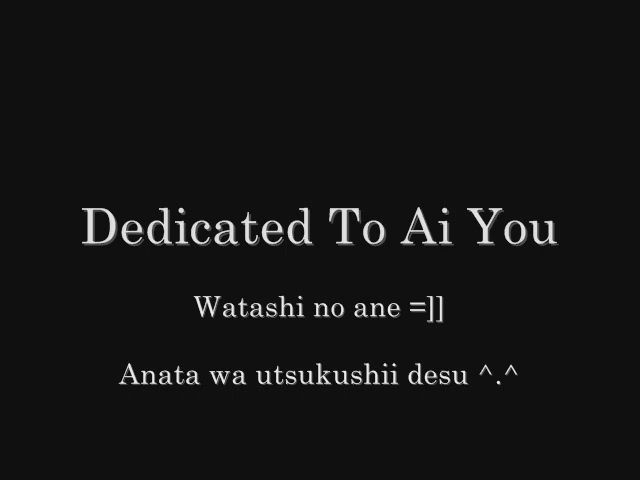 Dedicated To Ai You
Watashi no ane =]]
Anata wa utsukushii desu ^.^